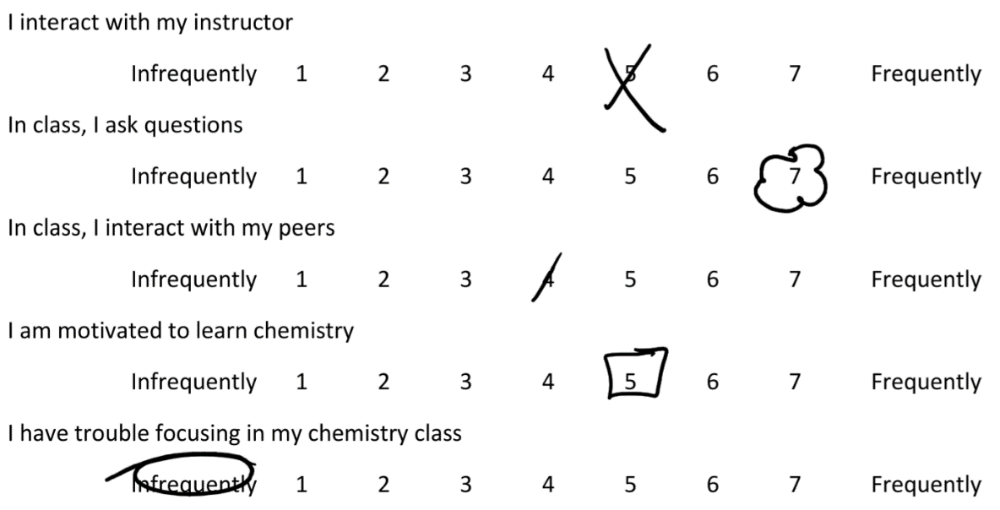 I interact with my instructor
Infrequently 1 2 3 4 5 6 7 Frequently
In class, I ask questions
Infrequently 1 2 3 4 5 6 7 Frequently
In class, I interact with my peers
Infrequently 1 2 3 4 5 6 7 Frequently
I am motivated to learn chemistry
Infrequently 1 2 3 4 5 6 7 Frequently
I have trouble focusing in my chemistry class
Infrequently 1 2 3 4 5 6 7 Frequently